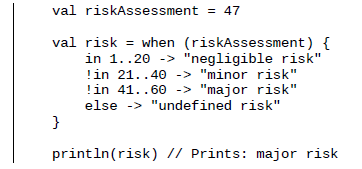 val riskAssessment = 47
val risk = when (riskAssessment) {
in 1..20 -> "negligible risk"
!in 21..40 -> "minor risk"
!in 41..60 -> "major risk"
else -> "undefined risk"
}
println(risk) // Prints: major risk